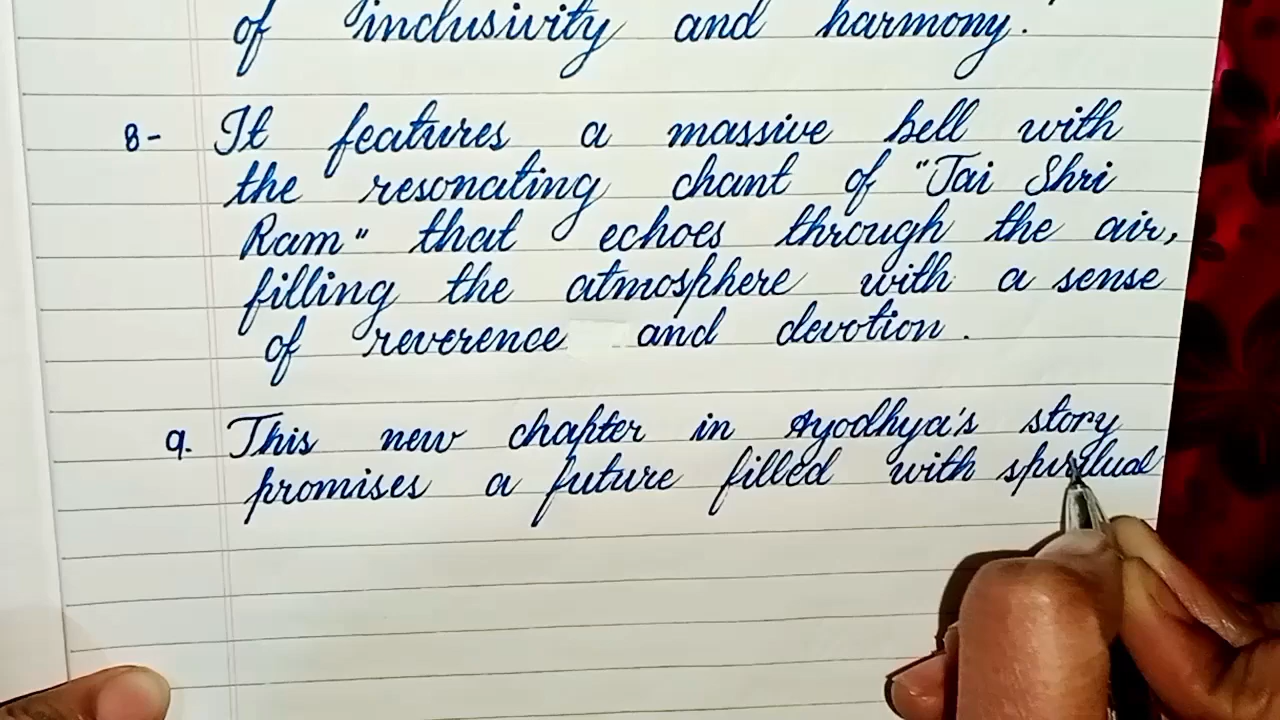 of inclusivity and harmony.
8- It features a massive bell with
the resonating chant of "Jai Shri
Ram" that echoes through the air,
filling the atmosphere with a sense
of reverence and devotion.
9. This new chapter in Ayodhya's story
promises a future filled with spiritual